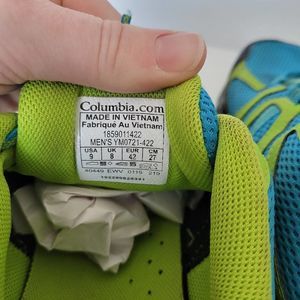 Columbia.com
MADE IN VIETNAM
Fabriqué Au Vietnam
1859011422
MEN'S YM0721-422
USA UK EUR CM
9 8 42 27